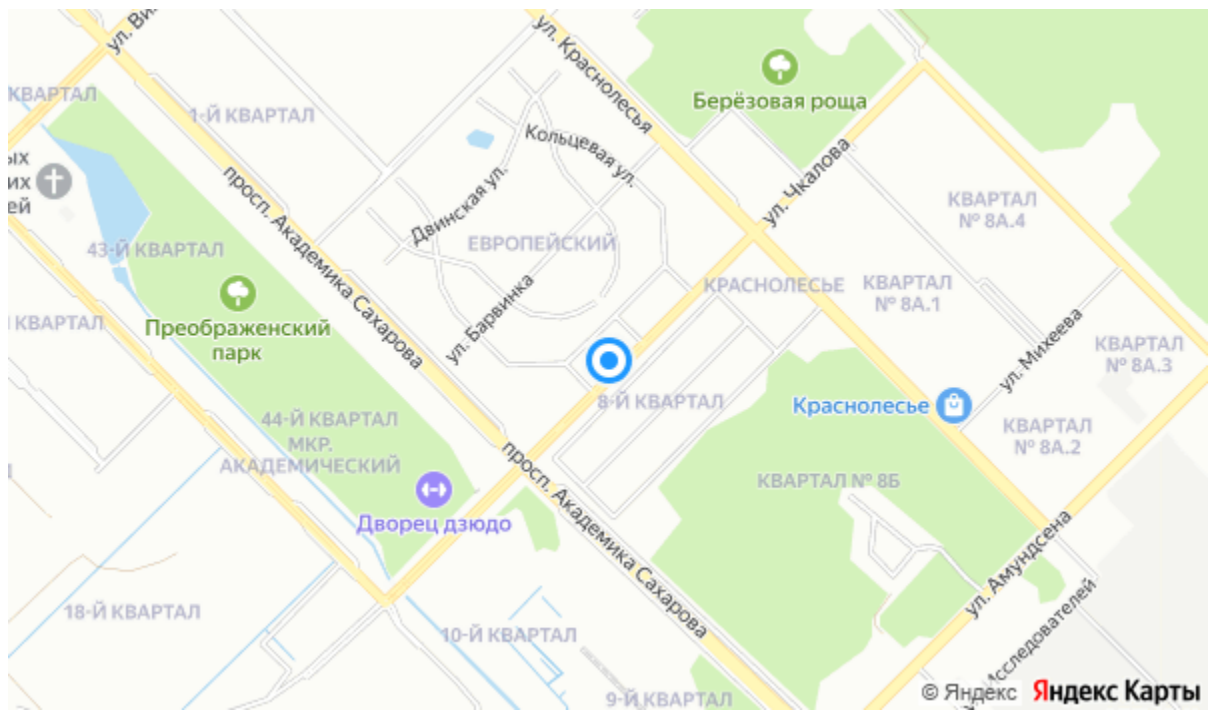 ул. Ви
ул. Краснолесья
Берёзовая роща
КВАРТАЛ
1-Й КВАРТАЛ
Кольцевая ул.
ул. Чкалова
ых
их
ей
просп. Академика Сахарова
Двинская ул.
КВАРТАЛ
№ 8А.4
43-Й КВАРТАЛ
ЕВРОПЕЙСКИЙ
КРАСНОЛЕСЬЕ
КВАРТАЛ
№ 8А.1
Й КВАРТАЛ
Преображенский
парк
ул. Барвинка
ул. Михеева
КВАРТАЛ
№ 8А.3
8-Й КВАРТАЛ
Краснолесье
44-Й КВАРТАЛ
МКР.
АКАДЕМИЧЕСКИЙ
КВАРТАЛ
№ 8А.2
КВАРТАЛ № 8Б
Дворец дзюдо
просп. Академика Сахарова
ул. Амундсена
18-Й КВАРТАЛ
10-Й КВАРТАЛ
Исследователей
9-Й КВАРТАЛ
© Яндекс Яндекс Карты